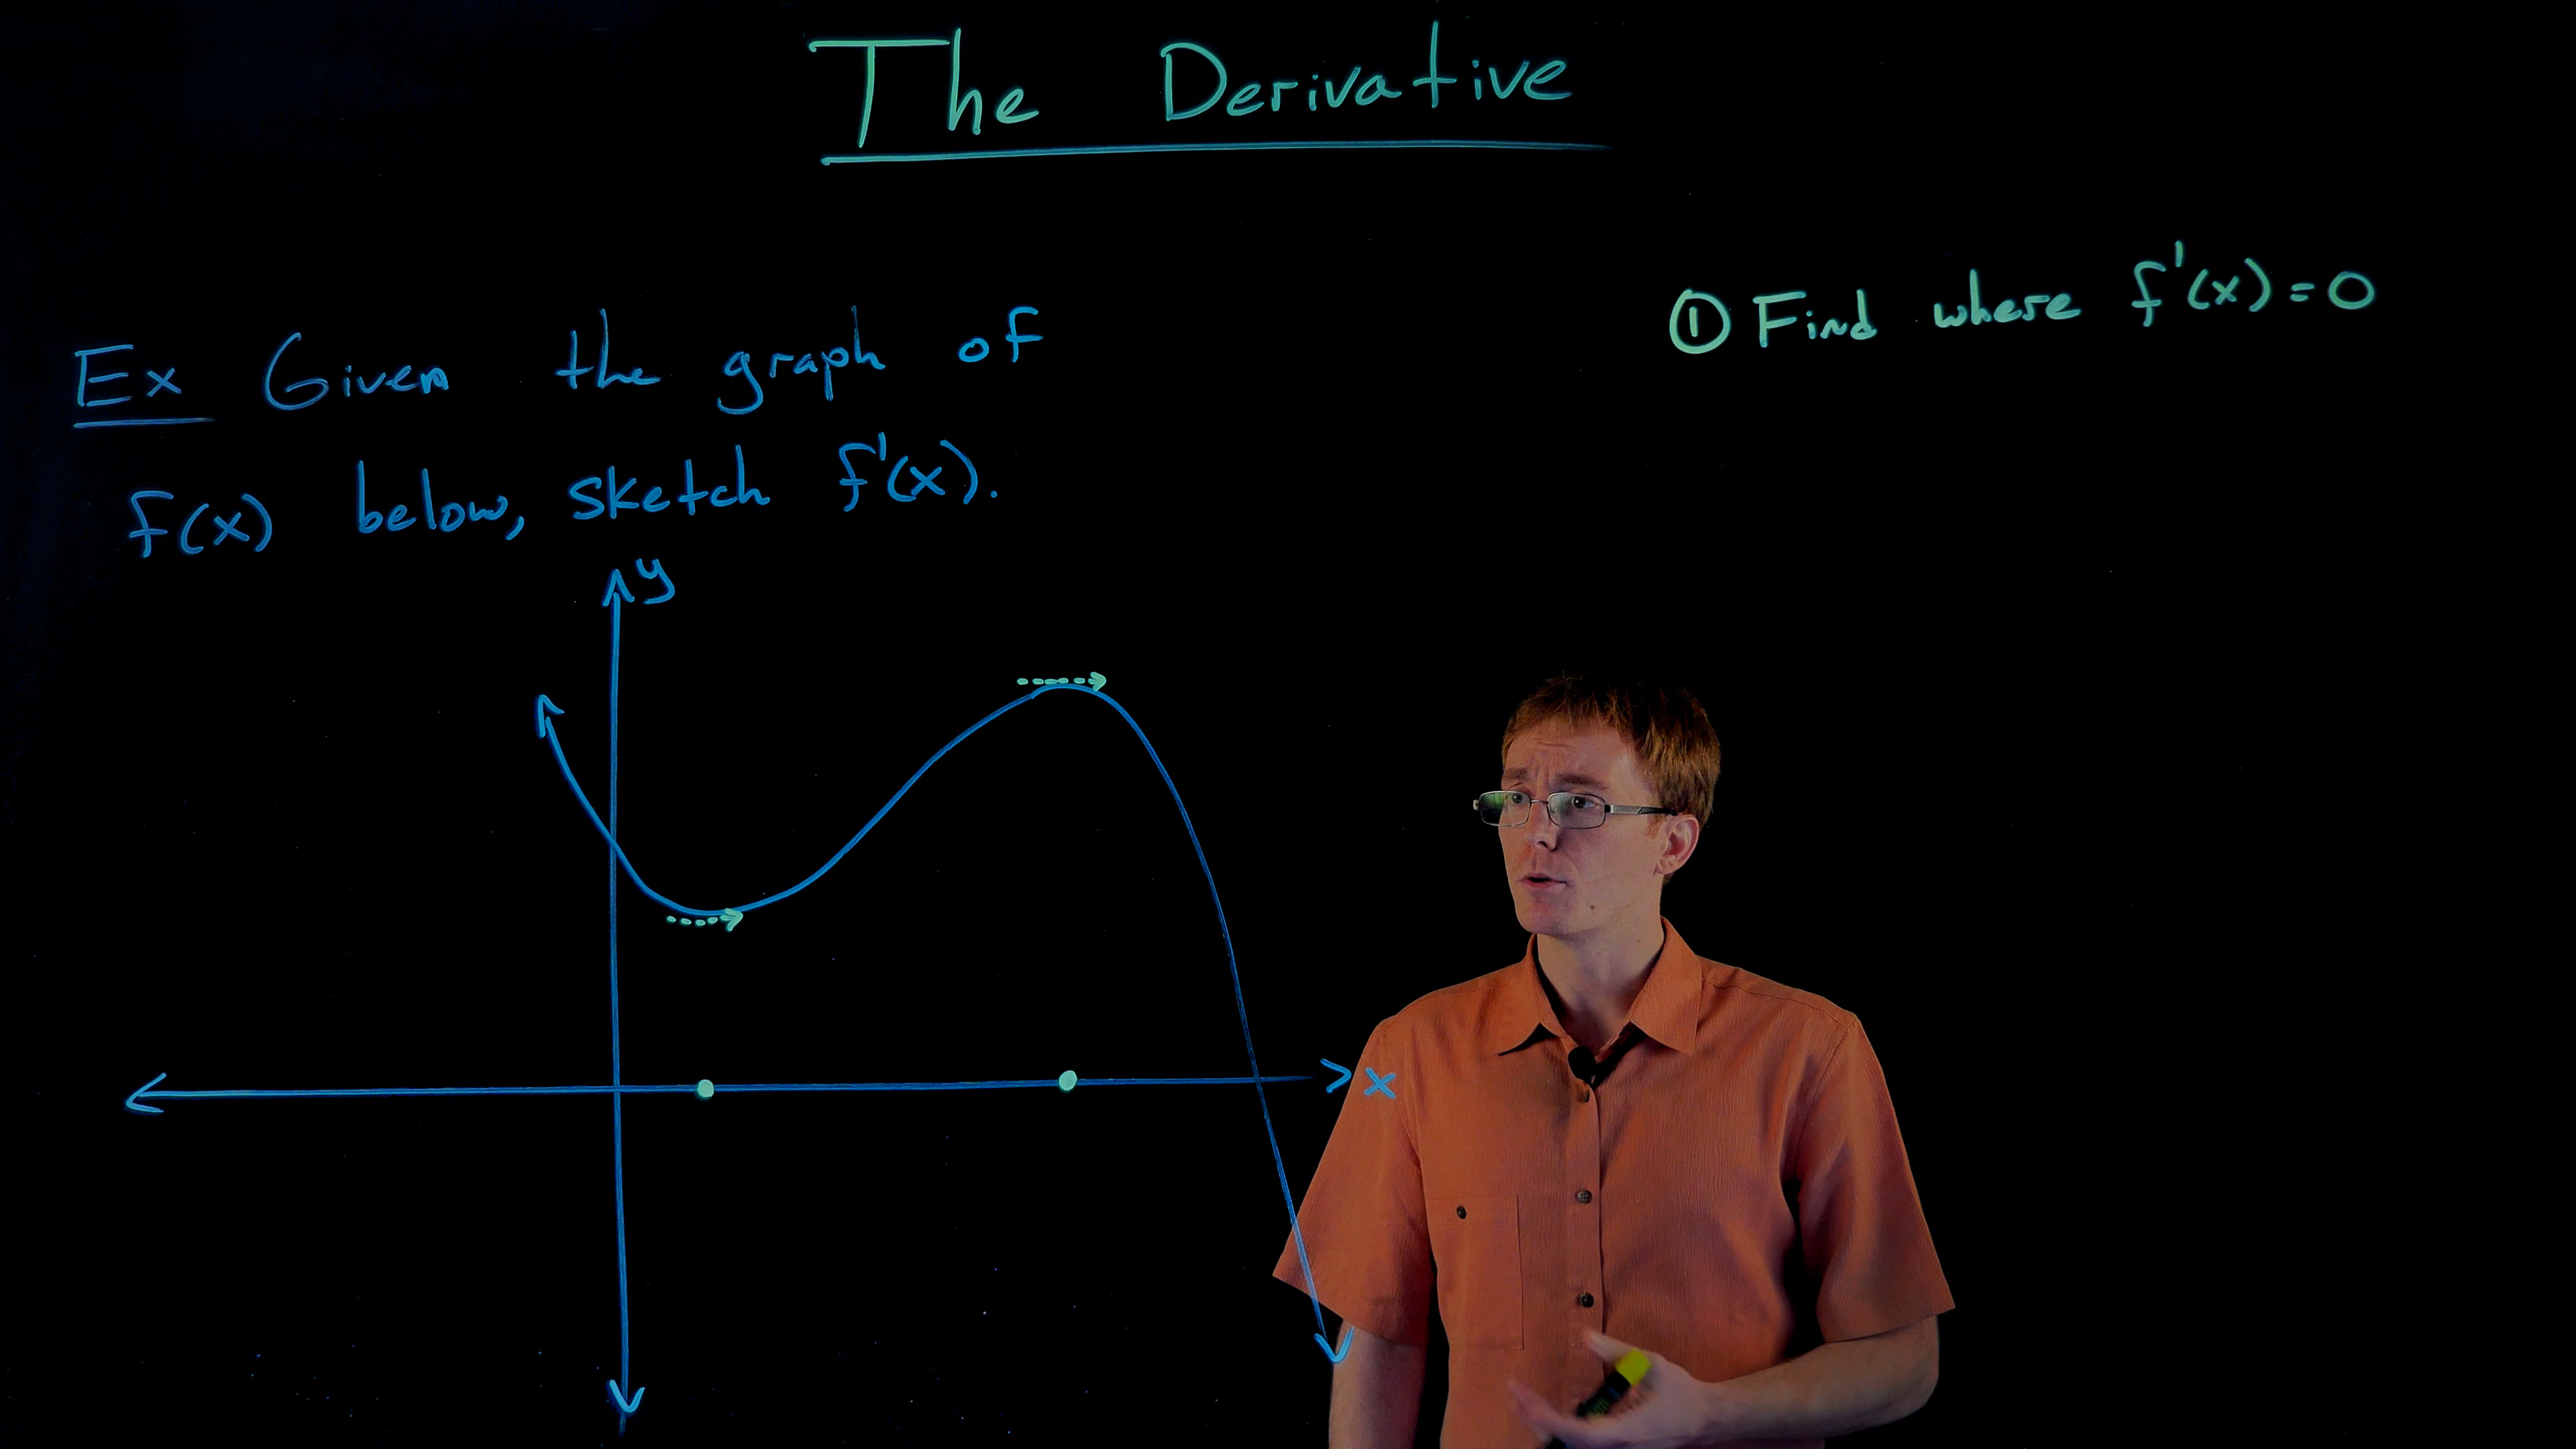 The Derivative
① Find where f'(x)=0
Ex Given the graph of
f(x) below, sketch f'(x).
y
x